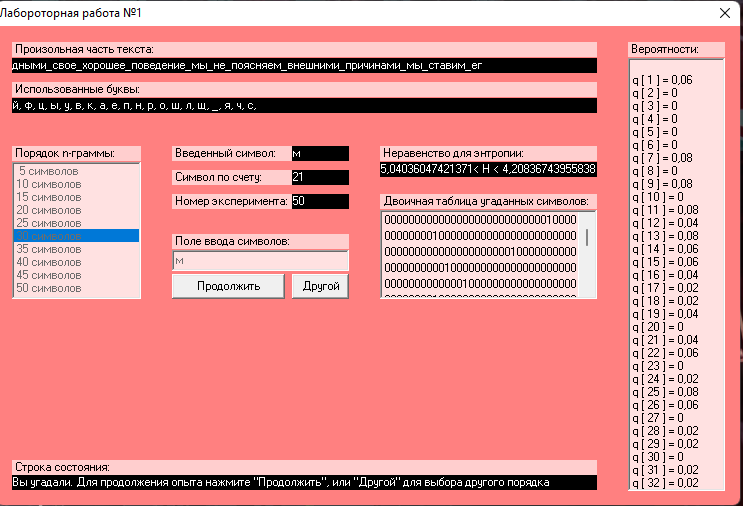 Лабороторная работа №1
Произольная часть текста:
дными_свое_хорошее_поведение_мы_не_поясняем_внешними_причинами_мы_ставим_ег
Использованные буквы:
й, ф, ц, ы, у, в, к, а, е, п, н, р, о, ш, л, щ, _, я, ч, с,
Порядок n-граммы:
5 символов
10 символов
15 символов
20 символов
25 символов
35 символов
40 символов
45 символов
50 символов
Введенный символ: м
Символ по счету: 21
Номер эксперимента: 50
Поле ввода символов:
м
Продолжить
Другой
Неравенство для энтропии:
5,04036047421371< H < 4,20836743955838
Двоичная таблица угаданных символов:
Вероятности:
q [ 1 ] = 0,06
q [ 2 ] = 0
q [ 3 ] = 0
q [ 4 ] = 0
q [ 5 ] = 0
q [ 6 ] = 0
q [ 7 ] = 0,08
q [ 8 ] = 0
q [ 9 ] = 0,08
q [ 10 ] = 0
q [ 11 ] = 0,08
q [ 12 ] = 0,04
q [ 13 ] = 0,08
q [ 14 ] = 0,06
q [ 15 ] = 0,06
q [ 16 ] = 0,04
q [ 17 ] = 0,02
q [ 18 ] = 0,02
q [ 19 ] = 0,04
q [ 20 ] = 0
q [ 21 ] = 0,04
q [ 22 ] = 0,06
q [ 23 ] = 0
q [ 24 ] = 0,02
q [ 25 ] = 0,08
q [ 26 ] = 0,06
q [ 27 ] = 0
q [ 28 ] = 0,02
q [ 29 ] = 0,02
q [ 30 ] = 0
q [ 31 ] = 0,02
q [ 32 ] = 0,02
Строка состояния:
Вы угадали. Для продолжения опыта нажмите "Продолжить", или "Другой" для выбора другого порядка